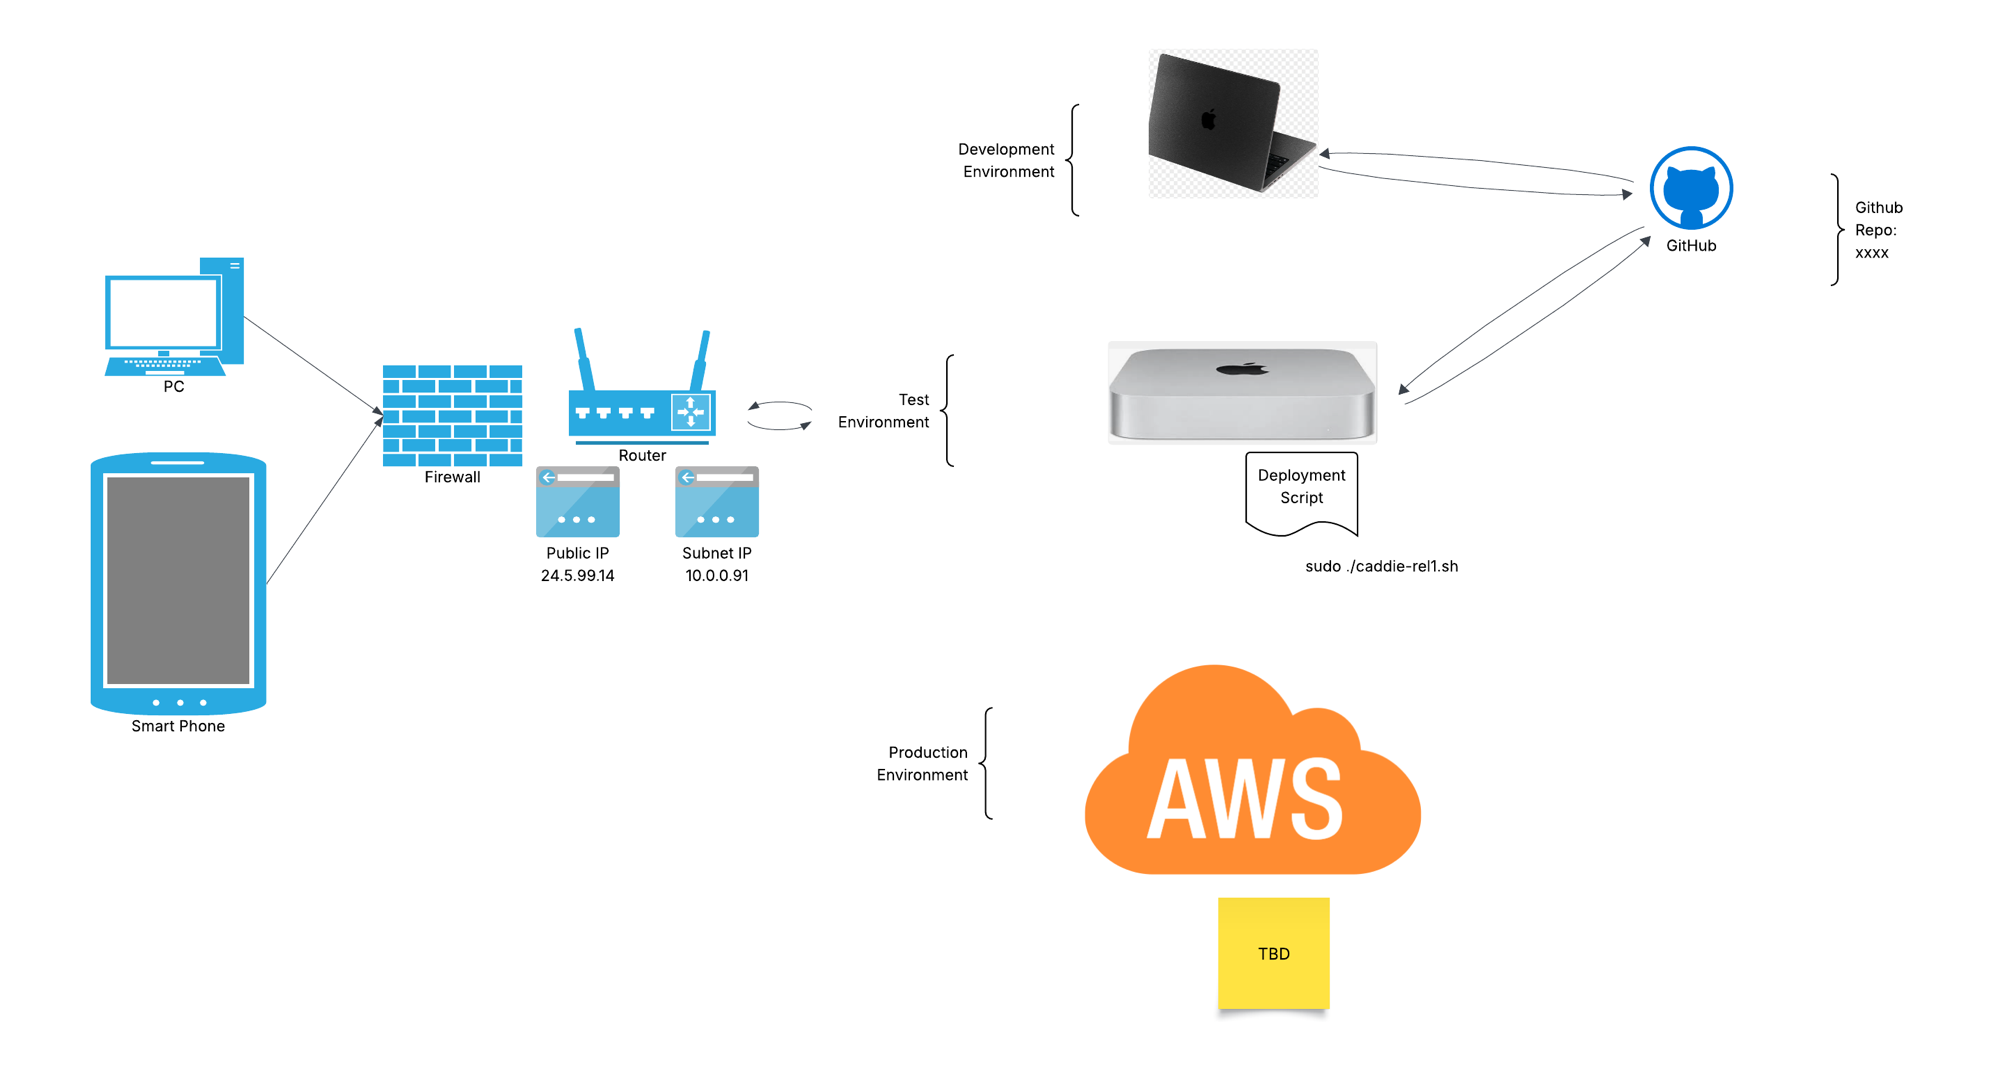 Development
Environment
GitHub
Github
Repo:
xxxx
PC
Firewall
Router
Public IP
24.5.99.14
Subnet IP
10.0.0.91
Test
Environment
Deployment
Script
sudo ./caddie-rel1.sh
Smart Phone
Production
Environment
AWS
TBD